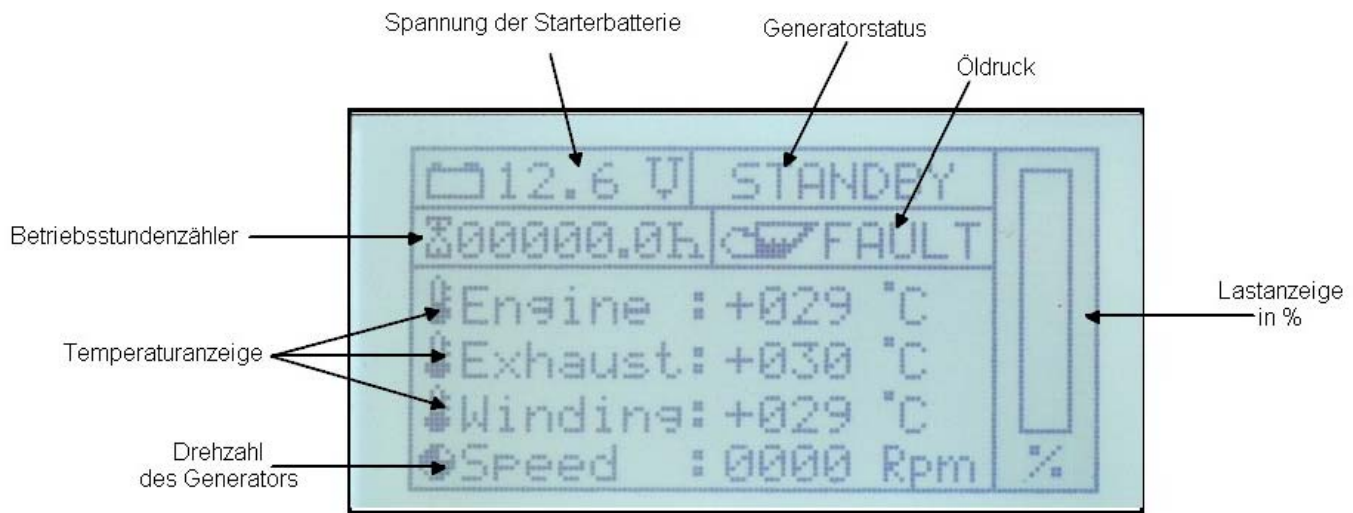 Spannung der Starterbatterie
Generatorstatus
Öldruck
12.6 V
STANDBY
Betriebsstundenzähler
00000.0h
FAULT
Engine : +029 °C
Lastanzeige
in %
Temperaturanzeige
Exhaust: +030 °C
Winding: +029 °C
Drehzahl
des Generators
Speed : 0000 Rpm
%